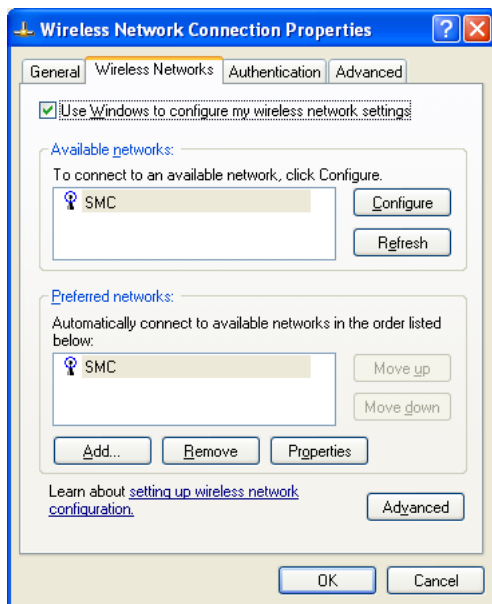 Wireless Network Connection Properties
General Wireless Networks Authentication Advanced
Use Windows to configure my wireless network settings
Available networks:
To connect to an available network, click Configure.
SMC
Configure
Refresh
Preferred networks:
Automatically connect to available networks in the order listed
below:
SMC
Move up
Move down
Add... Remove Properties
Learn about setting up wireless network
configuration.
Advanced
OK Cancel